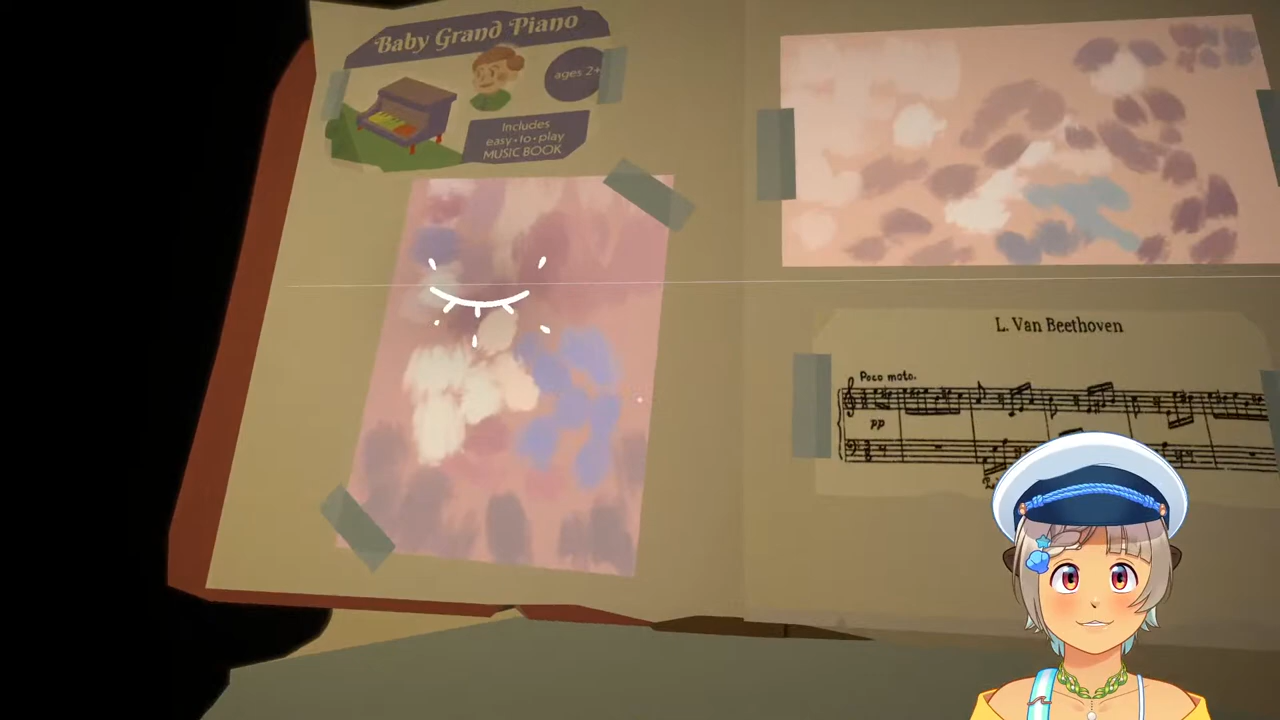 Baby Grand Piano
ages 2+
Includes
easy-to-play
MUSIC BOOK
L. Van Beethoven
Poco moto.
pp